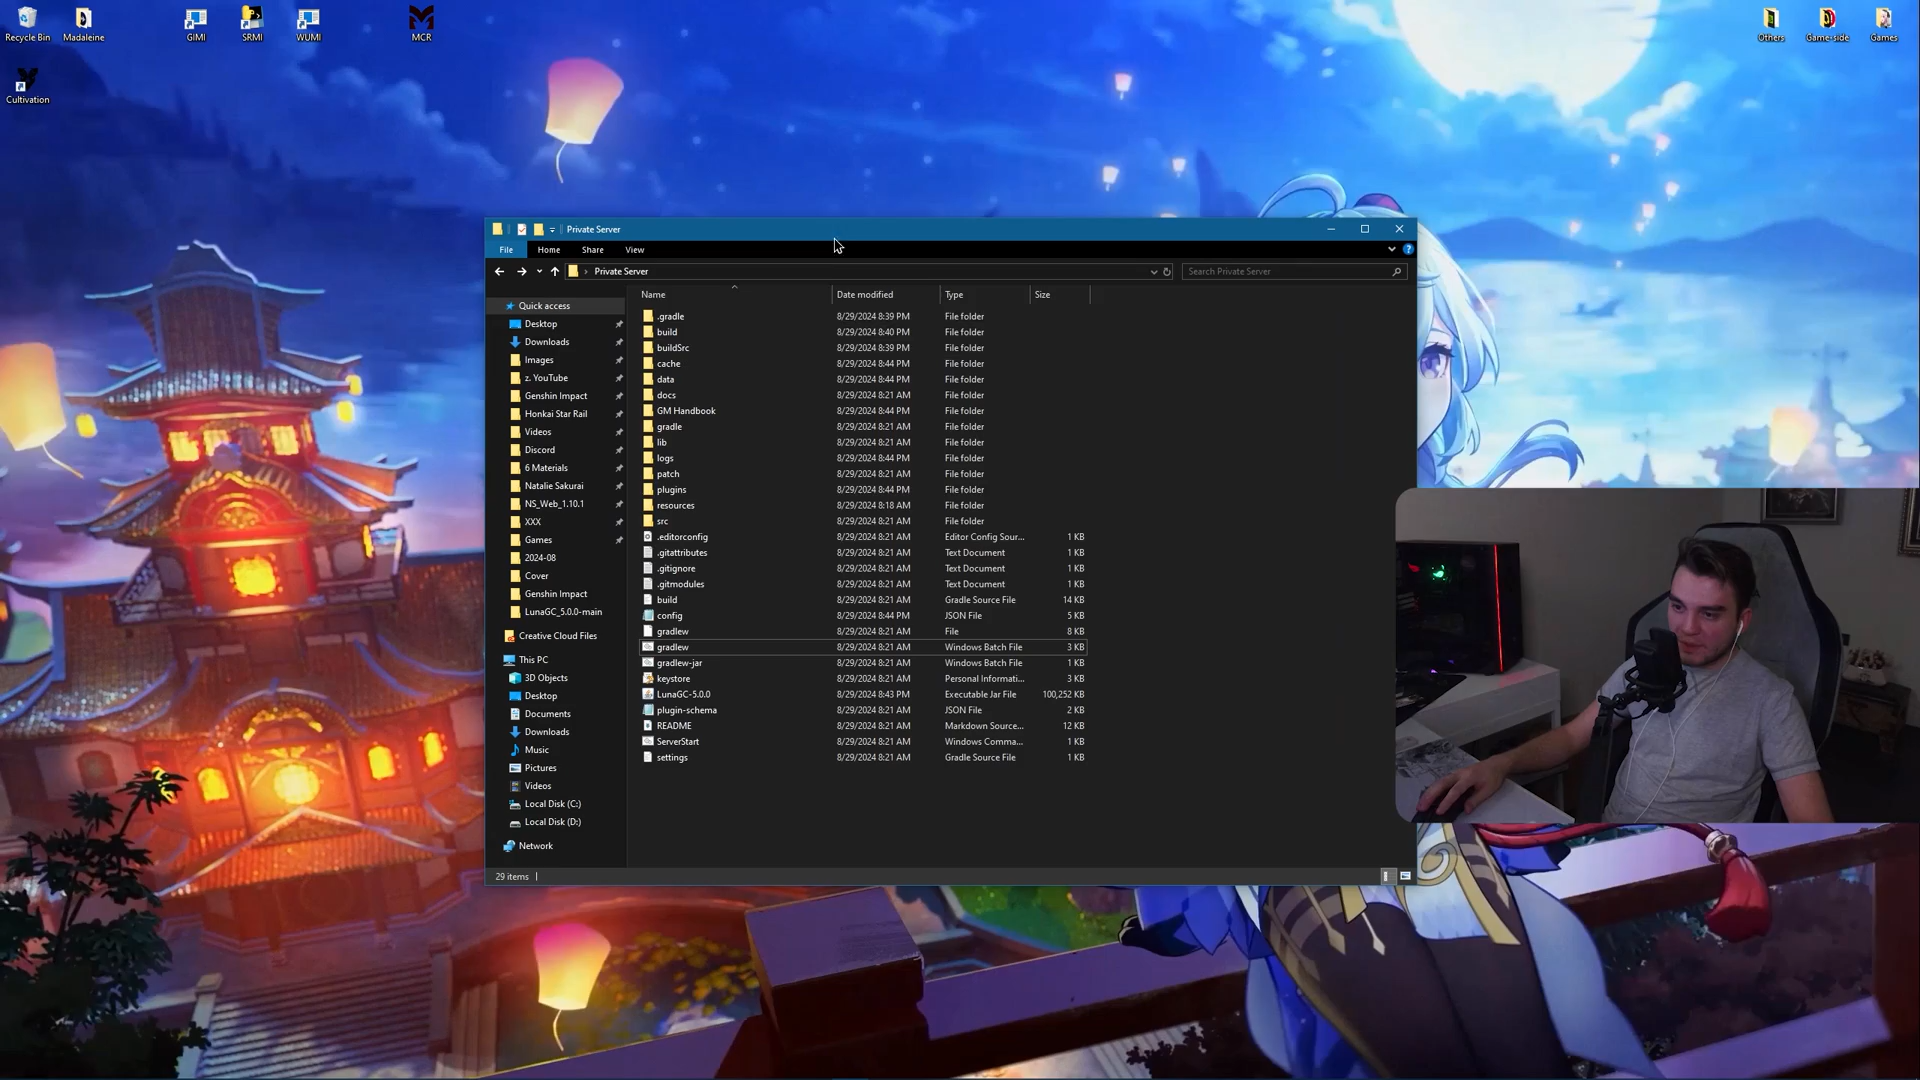 Recycle Bin
Madaleine
GIMI
SRMI
WUMI
MCR
Others
Game-side
Games
Cultivation
Private Server
File
Home
Share
View
Private Server
Search Private Server
Name
Date modified
Type
Size
Quick access
Desktop
Downloads
Images
z. YouTube
Genshin Impact
Honkai Star Rail
Videos
Discord
6 Materials
Natalie Sakurai
NS_Web_1.10.1
XXX
Games
2024-08
Cover
Genshin Impact
LunaGC_5.0.0-main
Creative Cloud Files
This PC
3D Objects
Desktop
Documents
Downloads
Music
Pictures
Videos
Local Disk (C:)
Local Disk (D:)
Network
.gradle 8/29/2024 8:39 PM File folder
build 8/29/2024 8:40 PM File folder
buildSrc 8/29/2024 8:39 PM File folder
cache 8/29/2024 8:44 PM File folder
data 8/29/2024 8:44 PM File folder
docs 8/29/2024 8:21 AM File folder
GM Handbook 8/29/2024 8:44 PM File folder
gradle 8/29/2024 8:21 AM File folder
lib 8/29/2024 8:21 AM File folder
logs 8/29/2024 8:44 PM File folder
patch 8/29/2024 8:21 AM File folder
plugins 8/29/2024 8:44 PM File folder
resources 8/29/2024 8:18 AM File folder
src 8/29/2024 8:21 AM File folder
.editorconfig 8/29/2024 8:21 AM Editor Config Sour... 1 KB
.gitattributes 8/29/2024 8:21 AM Text Document 1 KB
.gitignore 8/29/2024 8:21 AM Text Document 1 KB
.gitmodules 8/29/2024 8:21 AM Text Document 1 KB
build 8/29/2024 8:21 AM Gradle Source File 14 KB
config 8/29/2024 8:44 PM JSON File 5 KB
gradlew 8/29/2024 8:21 AM File 8 KB
gradlew 8/29/2024 8:21 AM Windows Batch File 3 KB
gradlew-jar 8/29/2024 8:21 AM Windows Batch File 1 KB
keystore 8/29/2024 8:21 AM Personal Informati... 3 KB
LunaGC-5.0.0 8/29/2024 8:43 PM Executable Jar File 100,252 KB
plugin-schema 8/29/2024 8:21 AM JSON File 2 KB
README 8/29/2024 8:21 AM Markdown Source... 12 KB
ServerStart 8/29/2024 8:21 AM Windows Comma... 1 KB
settings 8/29/2024 8:21 AM Gradle Source File 1 KB
29 items